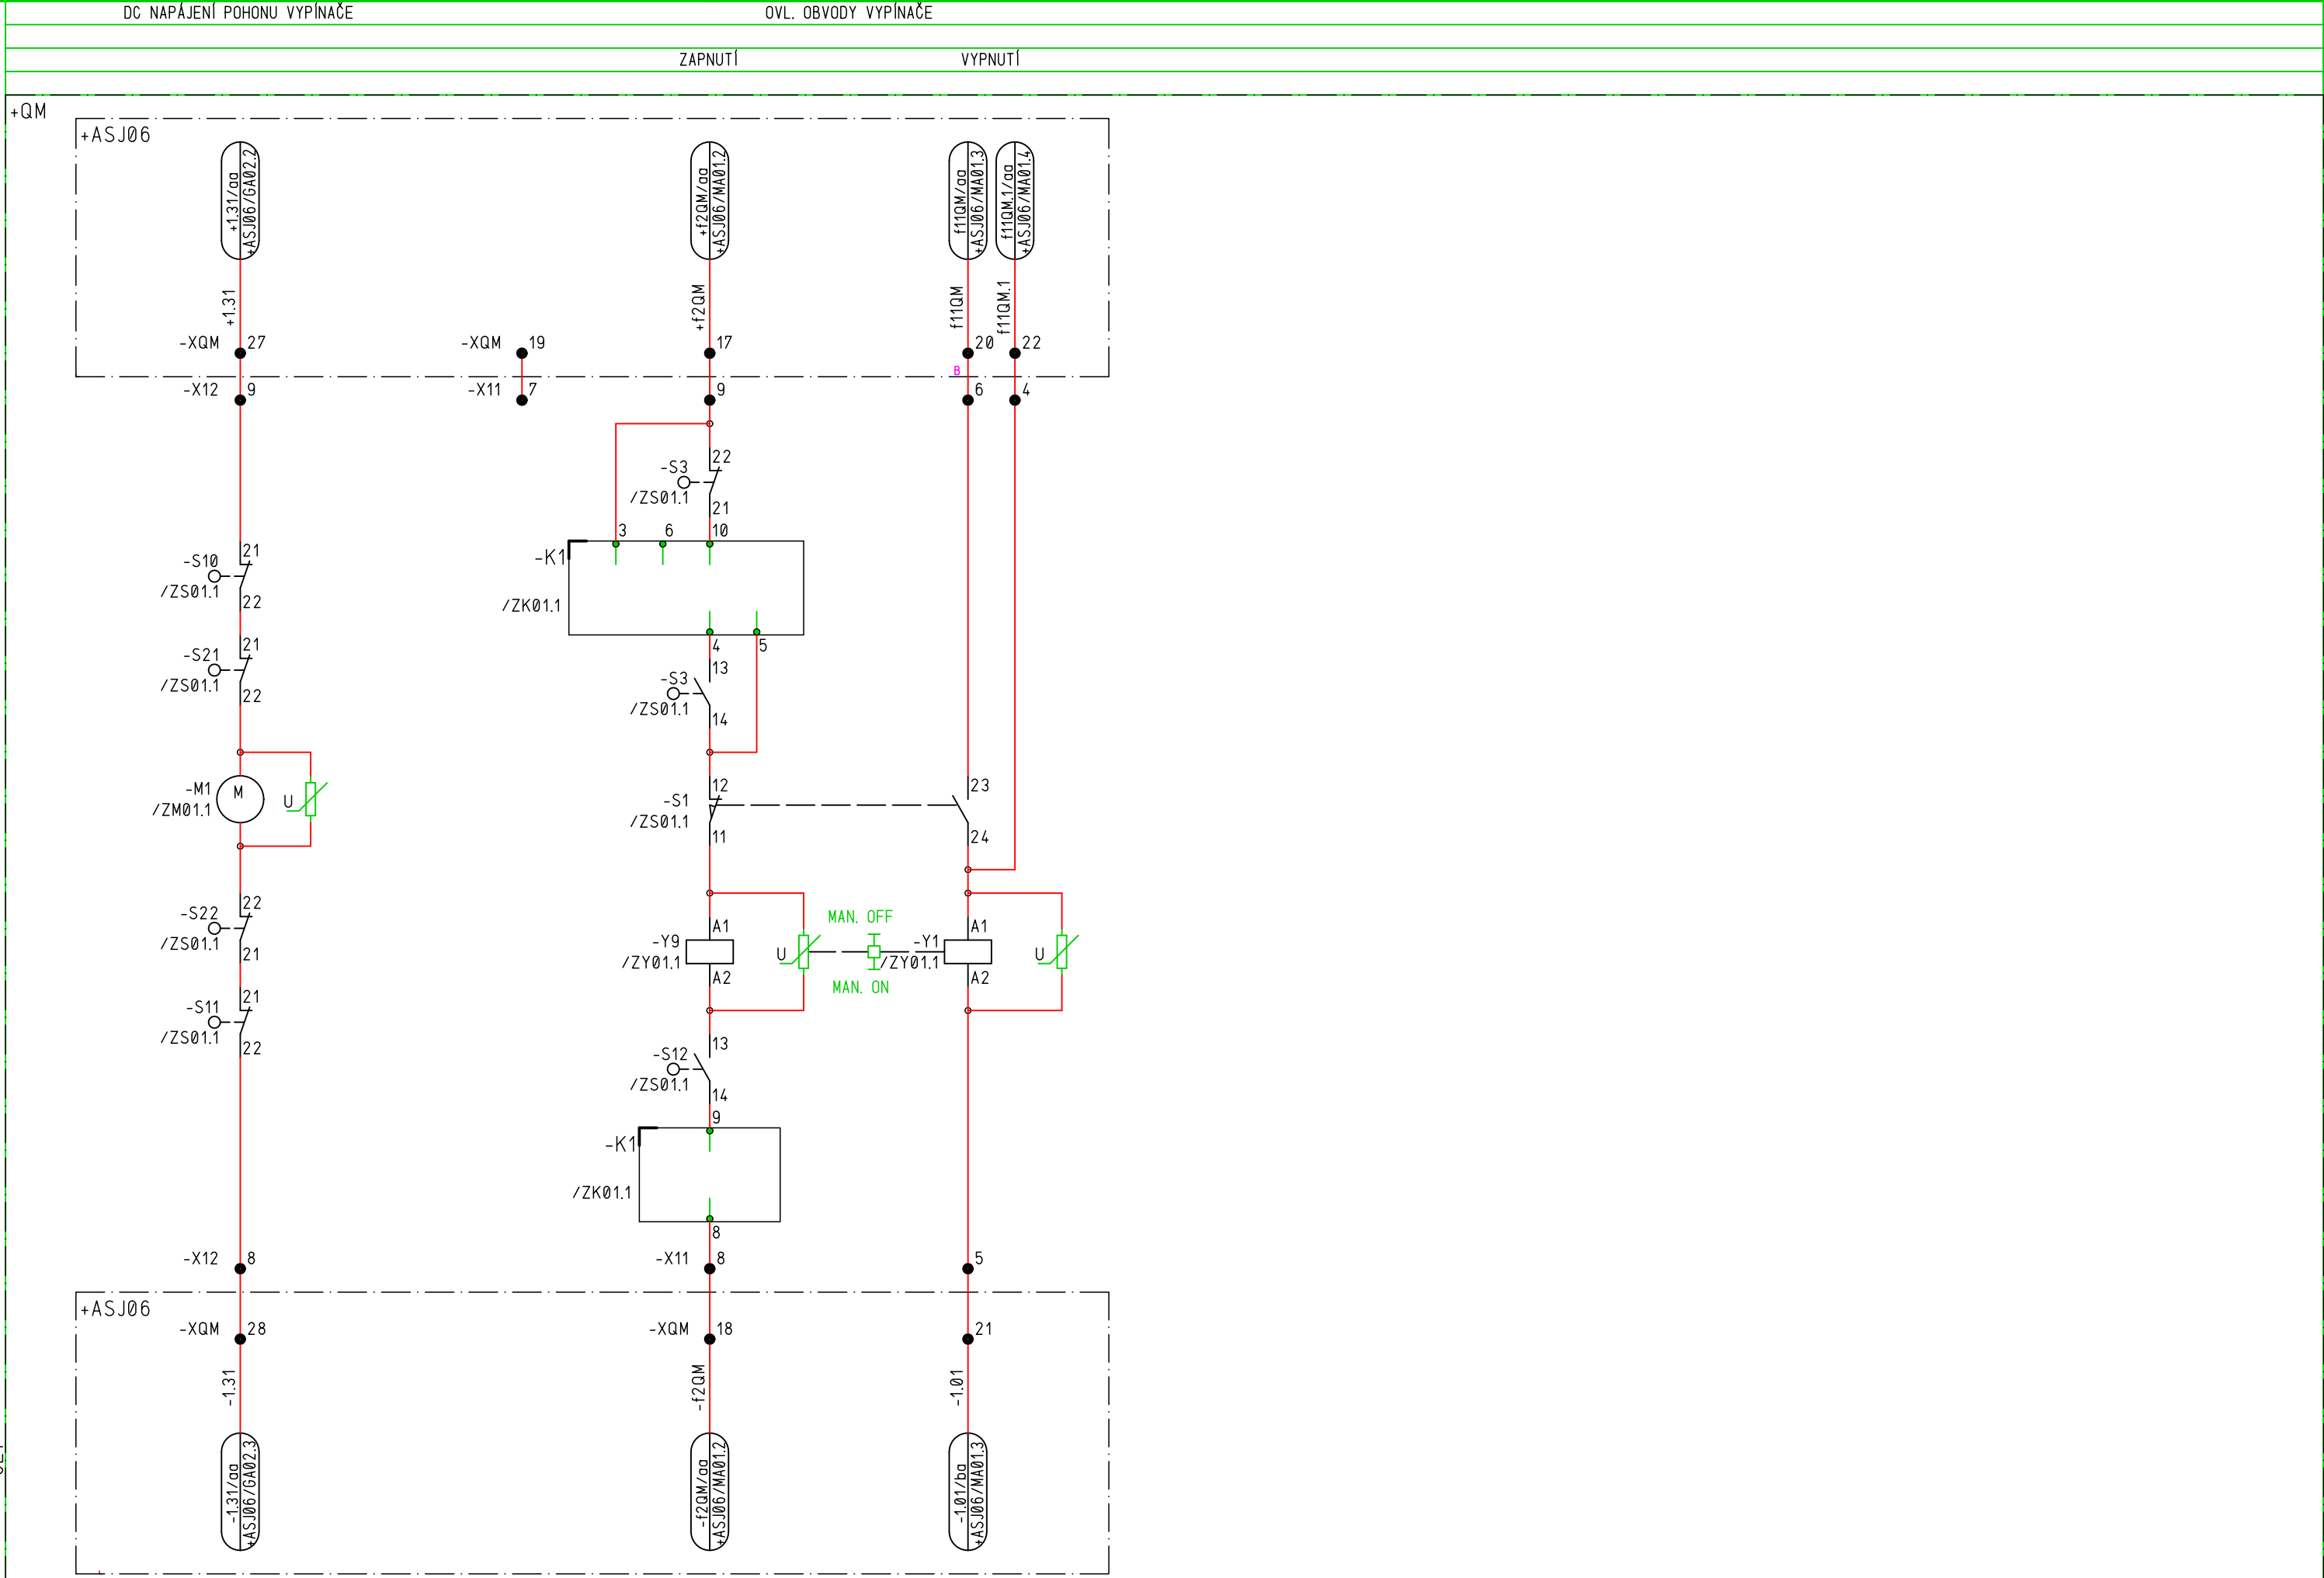 DC NAPÁJENÍ POHONU VYPÍNAČE
OVL. OBVODY VYPÍNAČE
ZAPNUTÍ
VYPNUTÍ
+QM
+ASJ06
+1.31/aa
+ASJ06/GA02.2
+f2QM/aa
+ASJ06/MA01.2
f11QM/aa
+ASJ06/MA01.3
f11QM.1/aa
+ASJ06/MA01.4
+1.31
+f2QM
f11QM
f11QM.1
-XQM 27
-XQM 19
17
20
22
B
-X12 9
-X11 7
9
6
4
22
-S3
/ZS01.1
21
3 6 10
-K1
/ZK01.1
4 5
21
-S10
/ZS01.1
22
21
-S21
/ZS01.1
22
13
-S3
/ZS01.1
14
-M1
/ZM01.1
M
U
12
-S1
/ZS01.1
11
23
24
22
-S22
/ZS01.1
21
A1
-Y9
/ZY01.1
A2
U
MAN. OFF
MAN. ON
A1
-Y1
/ZY01.1
A2
U
21
-S11
/ZS01.1
22
13
-S12
/ZS01.1
14
9
-K1
/ZK01.1
8
-X12 8
-X11 8
5
+ASJ06
-XQM 28
-XQM 18
21
-1.31
-f2QM
-1.01
-1.31/aa
+ASJ06/GA02.3
-f2QM/aa
+ASJ06/MA01.2
-1.01/ba
+ASJ06/MA01.3